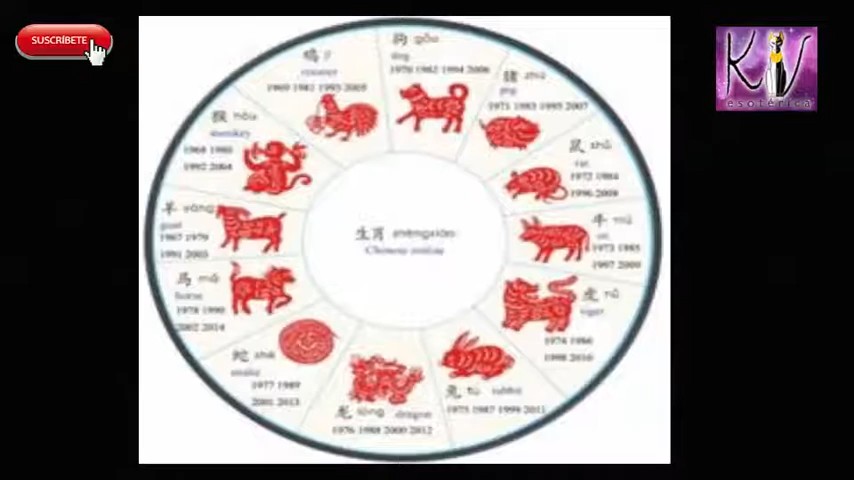 SUSCRÍBETE
KV
esotérica
狗 gǒu
dog
1970 1982 1994 2006
猪 zhū
pig
1971 1983 1995 2007
鼠 shǔ
rat
1972 1984
1996 2008
牛 niú
ox
1973 1985
1997 2009
虎
tiger
1974 1986
1998 2010
兔 tù rabbit
1975 1987 1999 2011
龙 lóng dragon
1976 1988 2000 2012
蛇 shé
snake
1977 1989
2001 2013
马 mǎ
horse
1978 1990
2002 2014
羊 yáng
goat
1967 1979
1991 2003
猴 hóu
monkey
1968 1980
1992 2004
鸡 jī
rooster
1969 1981 1993 2005
生肖 shēngxiào
Chinese zodiac